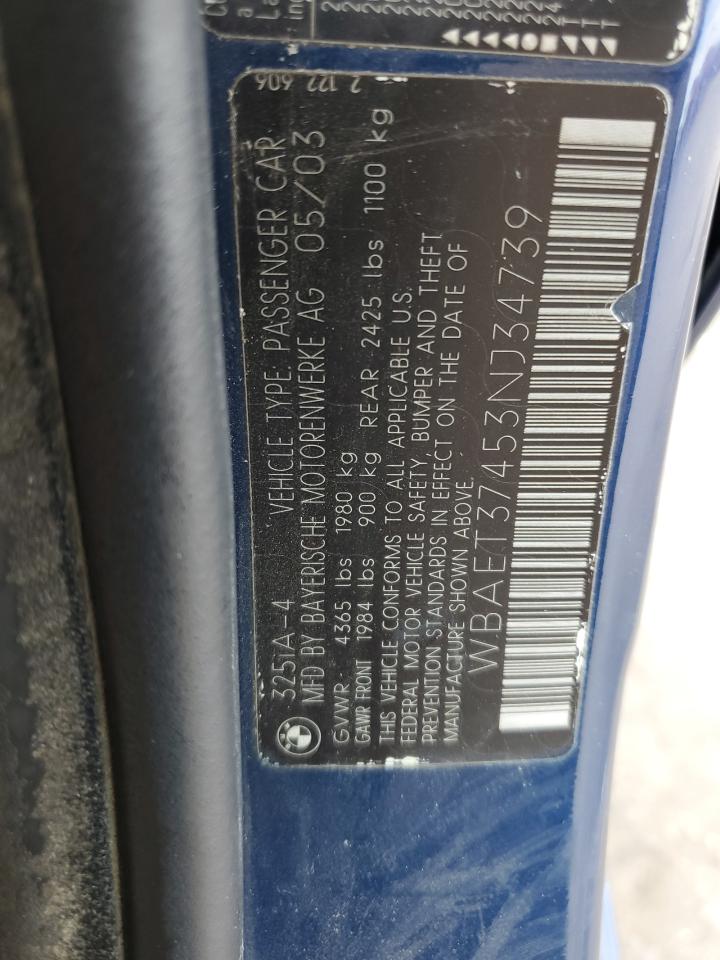 2 122 606
325iA-4 VEHICLE TYPE: PASSENGER CAR
MFD BY BAYERISCHE MOTORENWERKE AG 05/03
GVWR 4365 lbs 1980 kg
GAWR FRONT 1984 lbs 900 kg REAR 2425 lbs 1100 kg
THIS VEHICLE CONFORMS TO ALL APPLICABLE U.S.
FEDERAL MOTOR VEHICLE SAFETY, BUMPER AND THEFT
PREVENTION STANDARDS IN EFFECT ON THE DATE OF
MANUFACTURE SHOWN ABOVE.
WBAET37453NJ34739